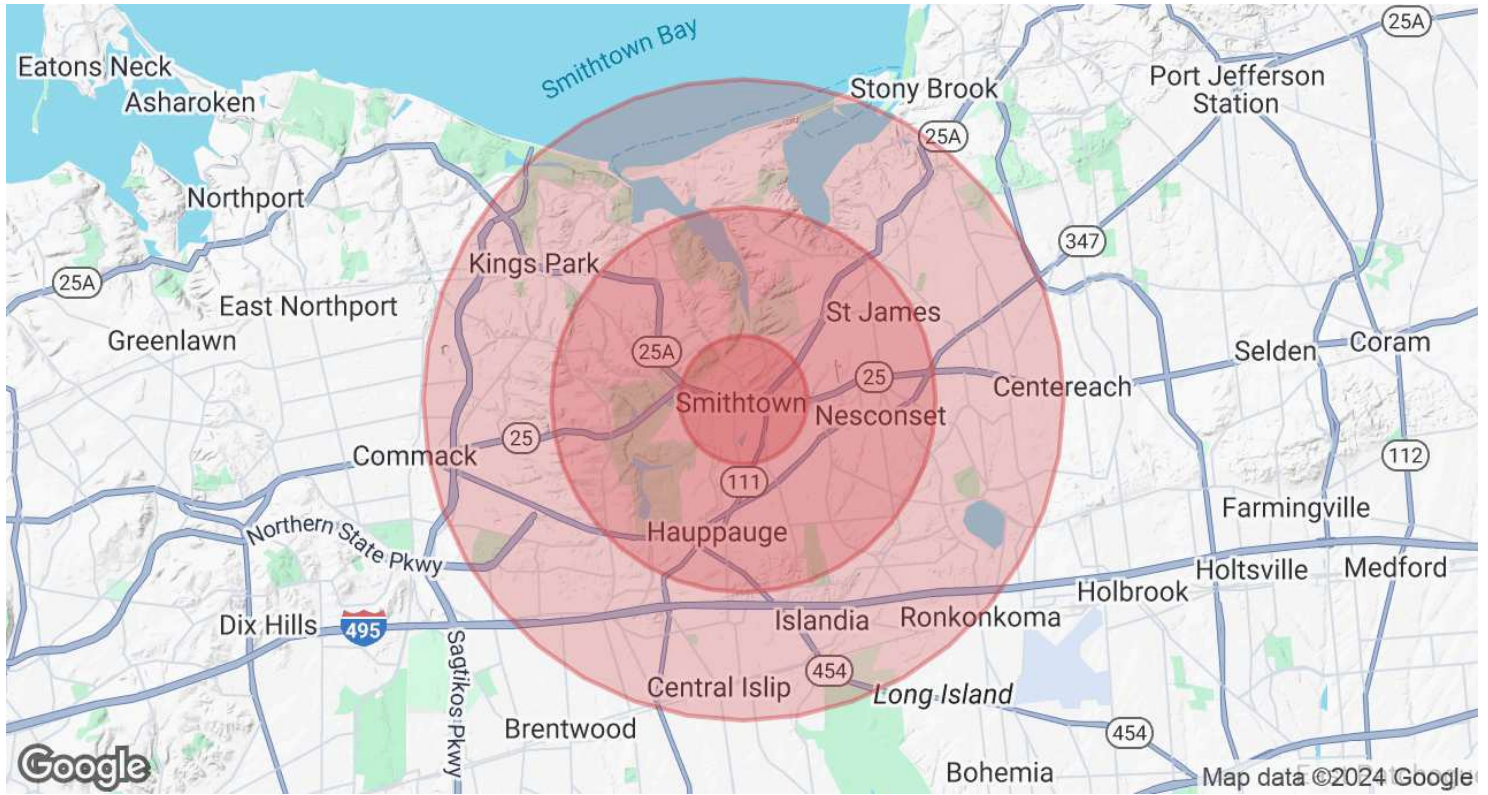 25A
Eatons Neck
Smithtown Bay
Port Jefferson
Station
Asharoken
Stony Brook
25A
Northport
347
Kings Park
25A
East Northport
St James
Greenlawn
25A
Selden
Coram
25
Centereach
Smithtown
Nesconset
25
Commack
112
111
Farmingville
Northern State Pkwy
Hauppauge
Holtsville
Medford
Holbrook
Dix Hills
495
Islandia
Ronkonkoma
Sagtikos Pkwy
454
Central Islip
Long Island
Brentwood
454
Google
Bohemia
Map data ©2024 Google